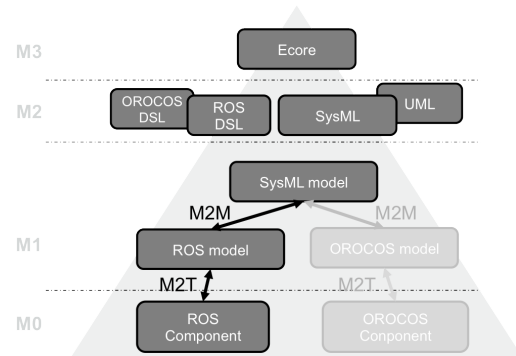 M3
Ecore
M2
OROCOS
DSL
ROS
DSL
SysML
UML
SysML model
M2M
M2M
M1
ROS model
OROCOS model
M2T
M2T
M0
ROS
Component
OROCOS
Component